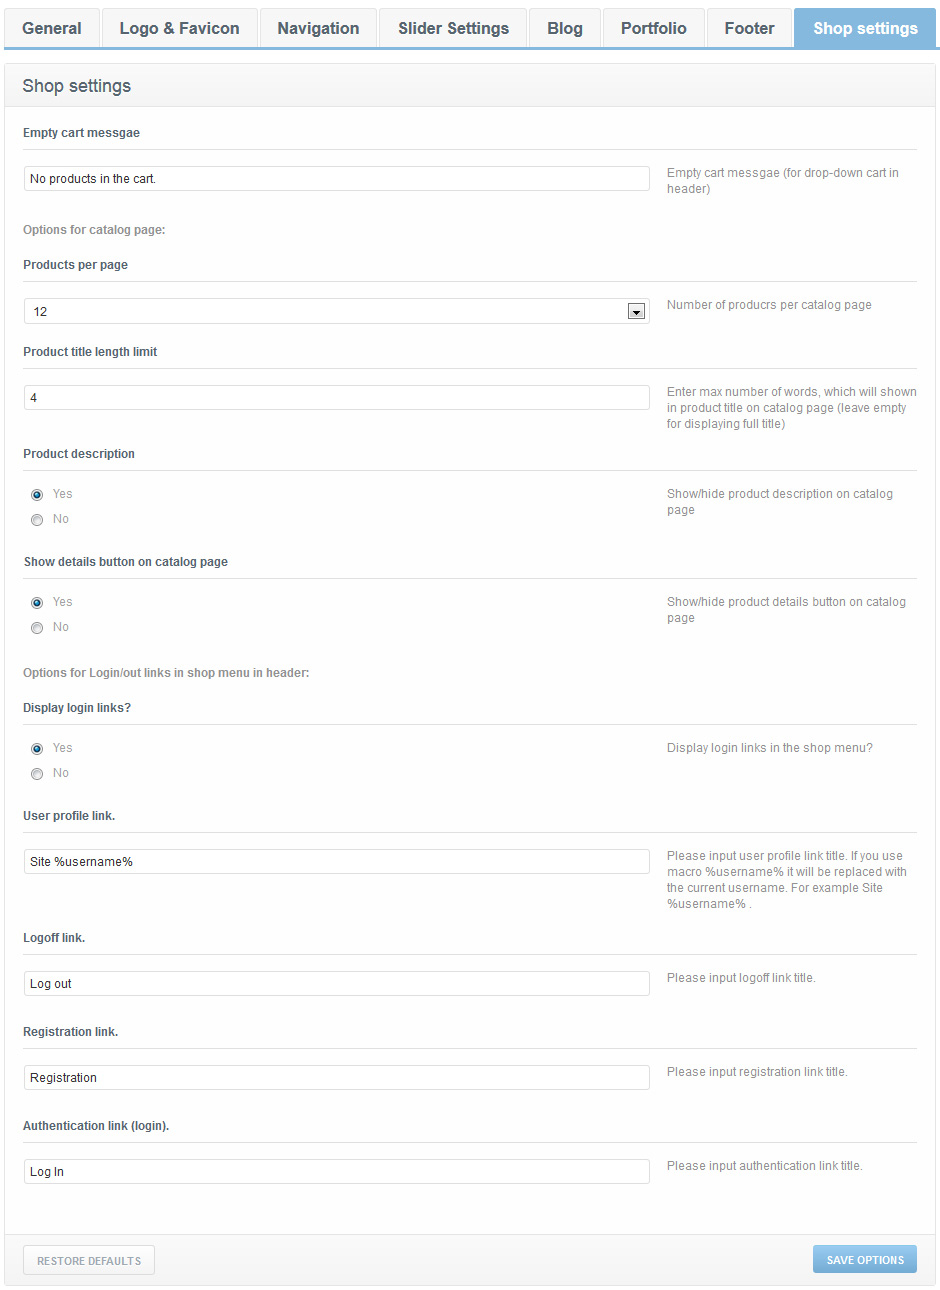 General
Logo & Favicon
Navigation
Slider Settings
Blog
Portfolio
Footer
Shop settings
Shop settings
Empty cart messgae
No products in the cart.
Empty cart messgae (for drop-down cart in
header)
Options for catalog page:
Products per page
12
Number of producrs per catalog page
Product title length limit
4
Enter max number of words, which will shown
in product title on catalog page (leave empty
for displaying full title)
Product description
Yes
No
Show/hide product description on catalog
page
Show details button on catalog page
Yes
No
Show/hide product details button on catalog
page
Options for Login/out links in shop menu in header:
Display login links?
Yes
No
Display login links in the shop menu?
User profile link.
Site %username%
Please input user profile link title. If you use
macro %username% it will be replaced with
the current username. For example Site
%username% .
Logoff link.
Log out
Please input logoff link title.
Registration link.
Registration
Please input registration link title.
Authentication link (login).
Log In
Please input authentication link title.
RESTORE DEFAULTS
SAVE OPTIONS